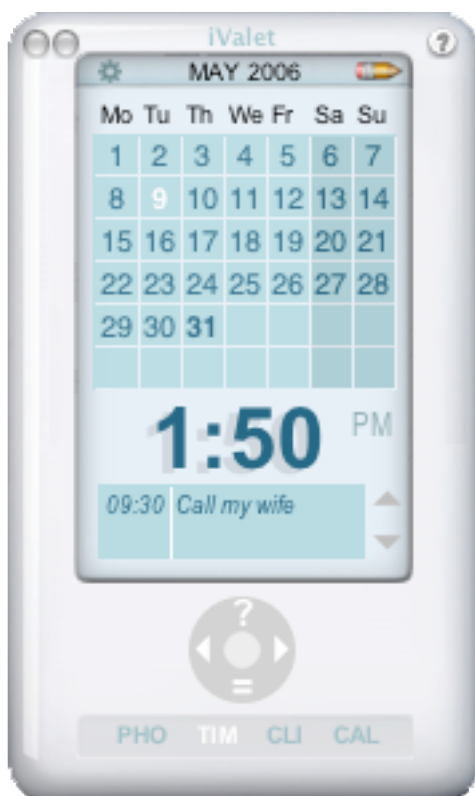 iValet
?
MAY 2006
Mo Tu Th We Fr Sa Su
1 2 3 4 5 6 7
8 9 10 11 12 13 14
15 16 17 18 19 20 21
22 23 24 25 26 27 28
29 30 31
1:50 PM
09:30 Call my wife
?
=
PHO TIM CLI CAL